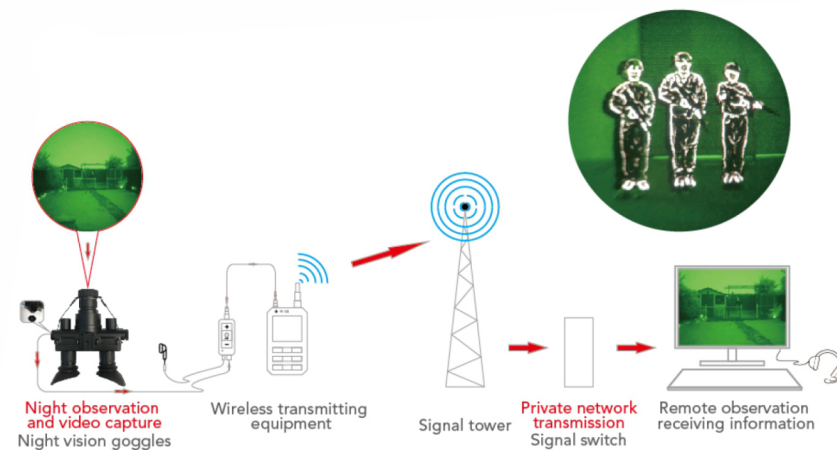 Night observation
and video capture
Night vision goggles
Wireless transmitting
equipment
Signal tower
Private network
transmission
Signal switch
Remote observation
receiving information